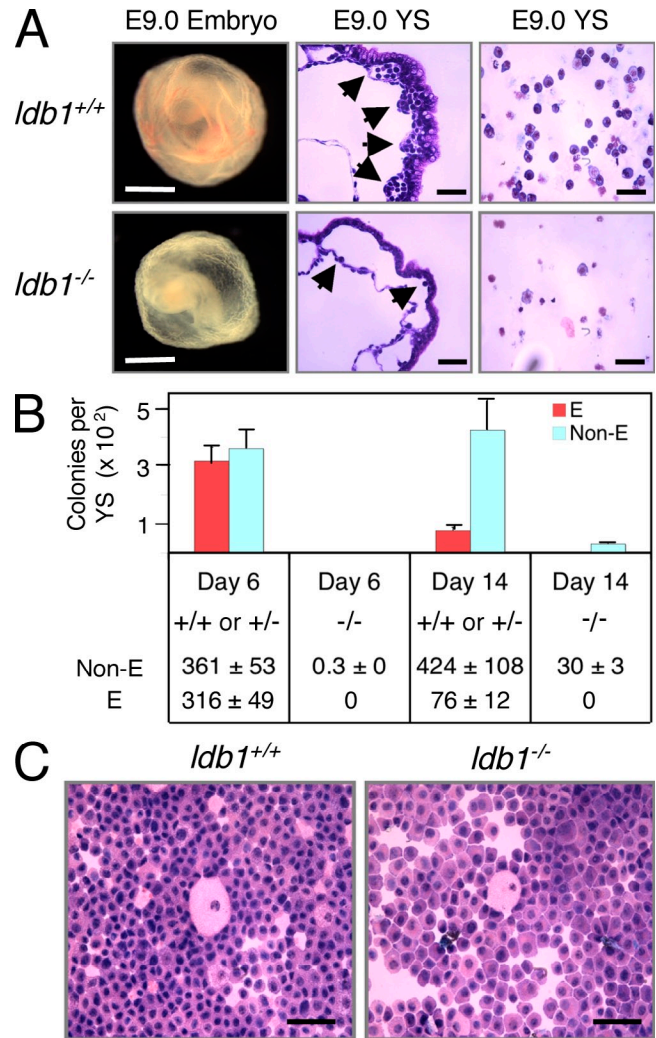 A
E9.0 Embryo E9.0 YS E9.0 YS
ldb1+/+
ldb1-/-
B
Colonies per
YS (x 10²)
5
3
1
E
Non-E
Day 6 Day 6 Day 14 Day 14
+/+ or +/- -/- +/+ or +/- -/-
Non-E 361 ± 53 0.3 ± 0 424 ± 108 30 ± 3
E 316 ± 49 0 76 ± 12 0
C
ldb1+/+ ldb1-/-